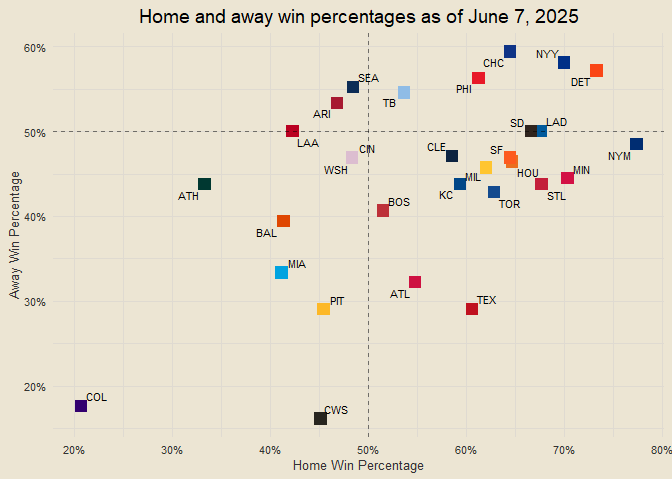 Home and away win percentages as of June 7, 2025
60%
CHC
NYY
DET
SEA
PHI
TB
ARI
50%
LAA
SD
LAD
NYM
CIN
WSH
CLE
SF
HOU
MIL
MIN
ATH
KC
TOR
STL
40%
BOS
BAL
MIA
ATL
30%
PIT
TEX
20%
COL
CWS
Away Win Percentage
20%
30%
40%
50%
60%
70%
80%
Home Win Percentage